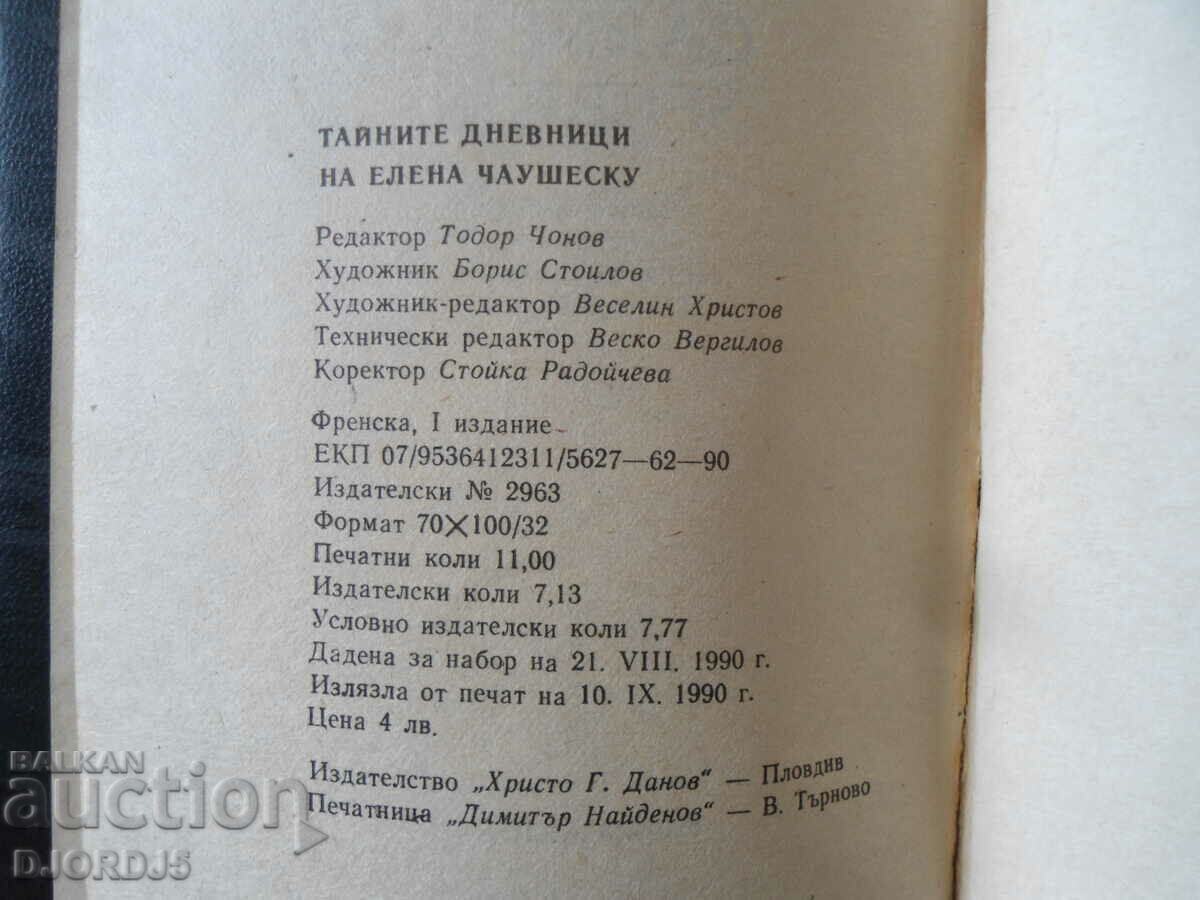 ТАЙНИТЕ ДНЕВНИЦИ
НА ЕЛЕНА ЧАУШЕСКУ
Редактор Тодор Чонов
Художник Борис Стоилов
Художник-редактор Веселин Христов
Технически редактор Веско Вергилов
Коректор Стойка Радойчева
Френска, I издание
ЕКП 07/9536412311/5627—62—90
Издателски № 2963
Формат 70×100/32
Печатни коли 11,00
Издателски коли 7,13
Условно издателски коли 7,77
Дадена за набор на 21. VIII. 1990 г.
Излязла от печат на 10. IX. 1990 г.
Цена 4 лв.
Издателство „Христо Г. Данов“ — Пловдив
Печатница „Димитър Найденов“ — В. Търново
BALKAN
auction
DJORDJ5